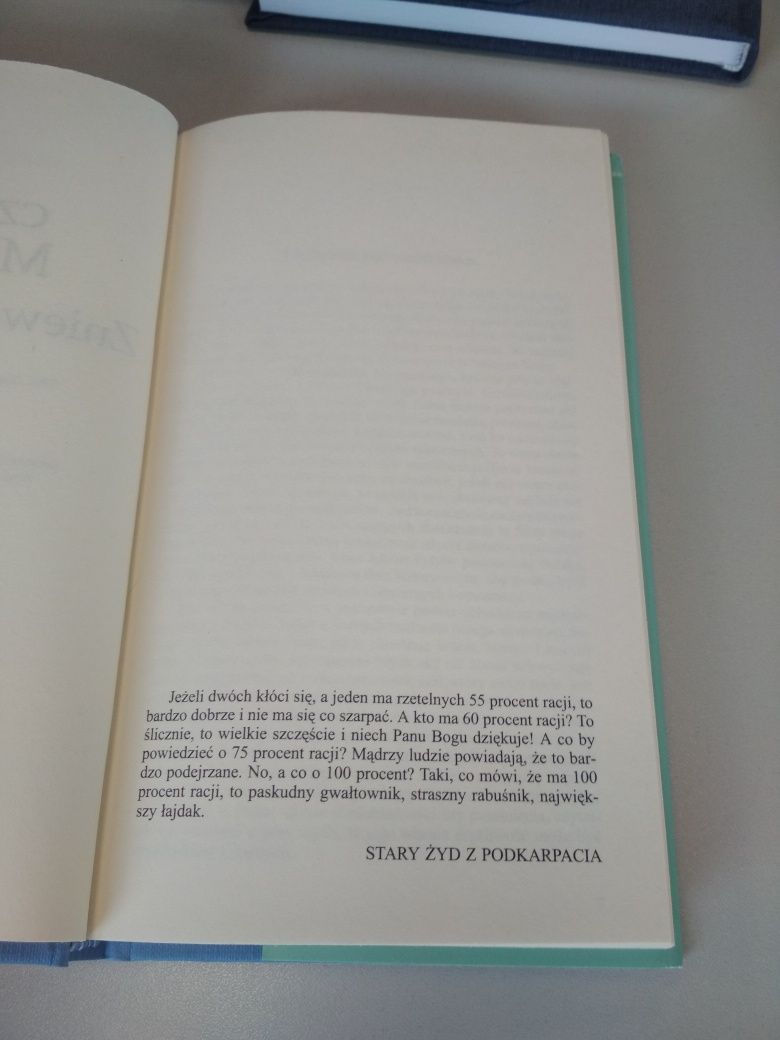 Jeżeli dwóch kłóci się, a jeden ma rzetelnych 55 procent racji, to
bardzo dobrze i nie ma się co szarpać. A kto ma 60 procent racji? To
ślicznie, to wielkie szczęście i niech Panu Bogu dziękuje! A co by
powiedzieć o 75 procent racji? Mądrzy ludzie powiadają, że to bar-
dzo podejrzane. No, a co o 100 procent? Taki, co mówi, że ma 100
procent racji, to paskudny gwałtownik, straszny rabuśnik, najwięk-
szy łajdak.
STARY ŻYD Z PODKARPACIA